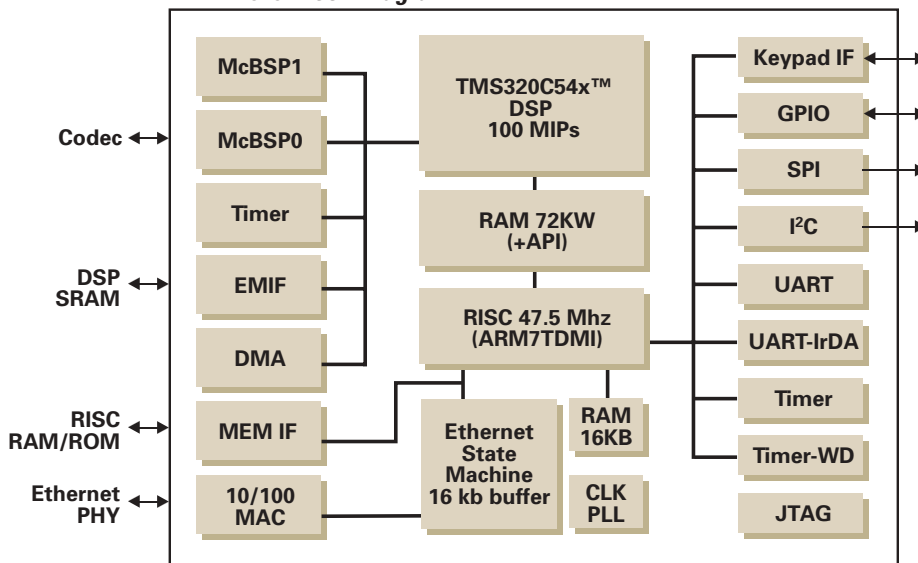 McBSP1
McBSP0
Timer
EMIF
DMA
MEM IF
10/100
MAC
Codec
DSP
SRAM
RISC
RAM/ROM
Ethernet
PHY
TMS320C54x™
DSP
100 MIPs
RAM 72KW
(+API)
RISC 47.5 Mhz
(ARM7TDMI)
Ethernet
State
Machine
16 kb buffer
RAM
16KB
CLK
PLL
Keypad IF
GPIO
SPI
I²C
UART
UART-IrDA
Timer
Timer-WD
JTAG